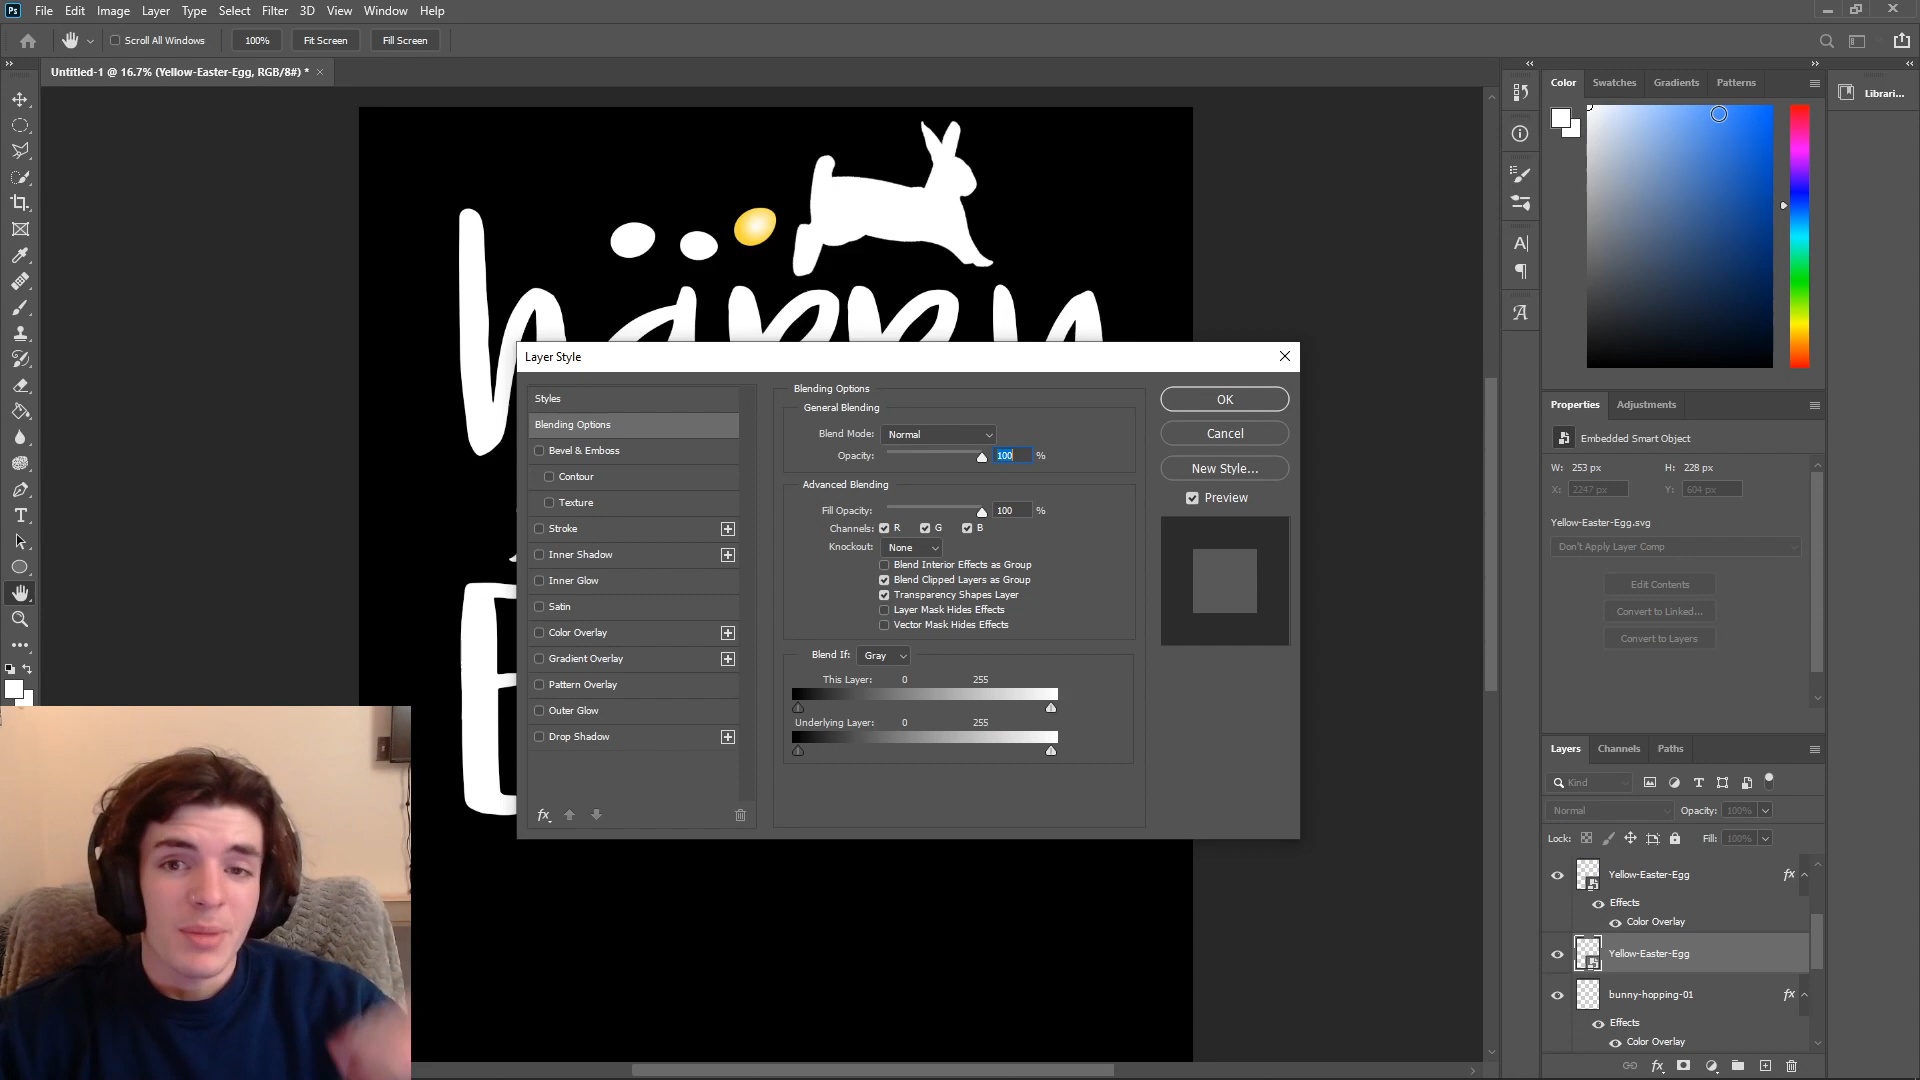 Ps File Edit Image Layer Type Select Filter 3D View Window Help
Scroll All Windows 100% Fit Screen Fill Screen
Untitled-1 @ 16.7% (Yellow-Easter-Egg, RGB/8#) * ×
happy
Layer Style
Styles
Blending Options
Bevel & Emboss
Contour
Texture
Stroke
Inner Shadow
Inner Glow
Satin
Color Overlay
Gradient Overlay
Pattern Overlay
Outer Glow
Drop Shadow
fx
Blending Options
General Blending
Blend Mode: Normal
Opacity: 100 %
Advanced Blending
Fill Opacity: 100 %
Channels: R G B
Knockout: None
Blend Interior Effects as Group
Blend Clipped Layers as Group
Transparency Shapes Layer
Layer Mask Hides Effects
Vector Mask Hides Effects
Blend If: Gray
This Layer: 0 255
Underlying Layer: 0 255
OK
Cancel
New Style...
Preview
Color Swatches Gradients Patterns
Librari...
Properties Adjustments
Embedded Smart Object
W: 253 px H: 228 px
X: 2247 px Y: 604 px
Yellow-Easter-Egg.svg
Don't Apply Layer Comp
Edit Contents
Convert to Linked...
Convert to Layers
Layers Channels Paths
Kind
Normal Opacity: 100%
Lock: Fill: 100%
Yellow-Easter-Egg fx
Effects
Color Overlay
Yellow-Easter-Egg
bunny-hopping-01 fx
Effects
Color Overlay
fx